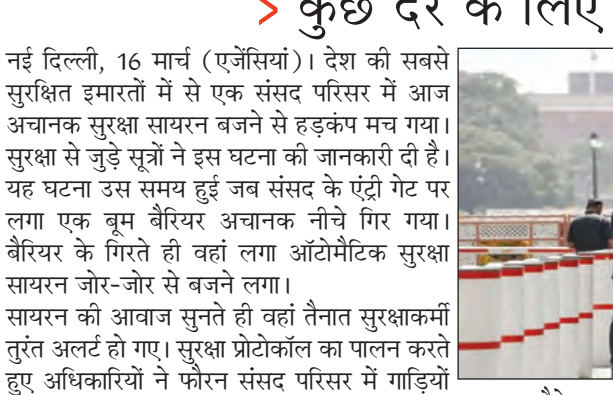 > कुछ देर के लिए
नई दिल्ली, 16 मार्च (एजेंसियां)। देश की सबसे
सुरक्षित इमारतों में से एक संसद परिसर में आज
अचानक सुरक्षा सायरन बजने से हड़कंप मच गया।
सुरक्षा से जुड़े सूत्रों ने इस घटना की जानकारी दी है।
यह घटना उस समय हुई जब संसद के एंट्री गेट पर
लगा एक बूम बैरियर अचानक नीचे गिर गया।
बैरियर के गिरते ही वहां लगा ऑटोमैटिक सुरक्षा
सायरन जोर-जोर से बजने लगा।
सायरन की आवाज सुनते ही वहां तैनात सुरक्षाकर्मी
तुरंत अलर्ट हो गए। सुरक्षा प्रोटोकॉल का पालन करते
हुए अधिकारियों ने फौरन संसद परिसर में गाड़ियों